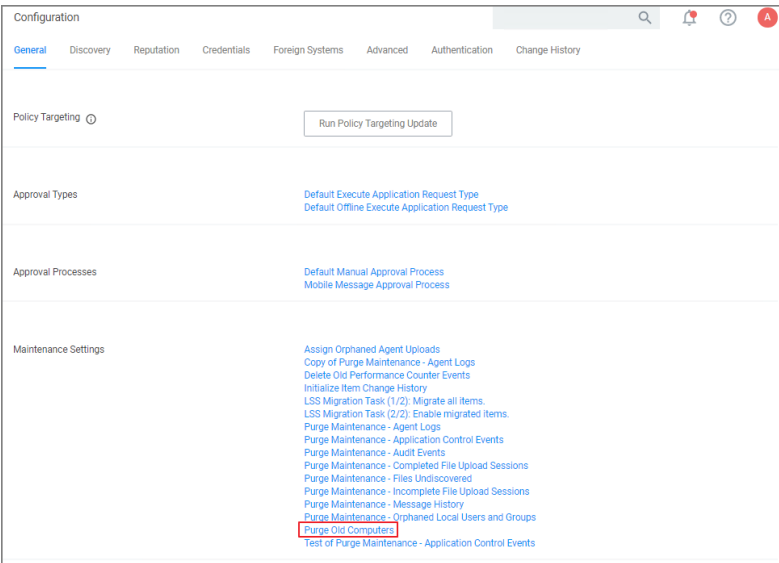 Configuration
A
General Discovery Reputation Credentials Foreign Systems Advanced Authentication Change History
Policy Targeting
Run Policy Targeting Update
Approval Types
Default Execute Application Request Type
Default Offline Execute Application Request Type
Approval Processes
Default Manual Approval Process
Mobile Message Approval Process
Maintenance Settings
Assign Orphaned Agent Uploads
Copy of Purge Maintenance - Agent Logs
Delete Old Performance Counter Events
Initialize Item Change History
LSS Migration Task (1/2): Migrate all items.
LSS Migration Task (2/2): Enable migrated items.
Purge Maintenance - Agent Logs
Purge Maintenance - Application Control Events
Purge Maintenance - Audit Events
Purge Maintenance - Completed File Upload Sessions
Purge Maintenance - Files Undiscovered
Purge Maintenance - Incomplete File Upload Sessions
Purge Maintenance - Message History
Purge Maintenance - Orphaned Local Users and Groups
Purge Old Computers
Test of Purge Maintenance - Application Control Events